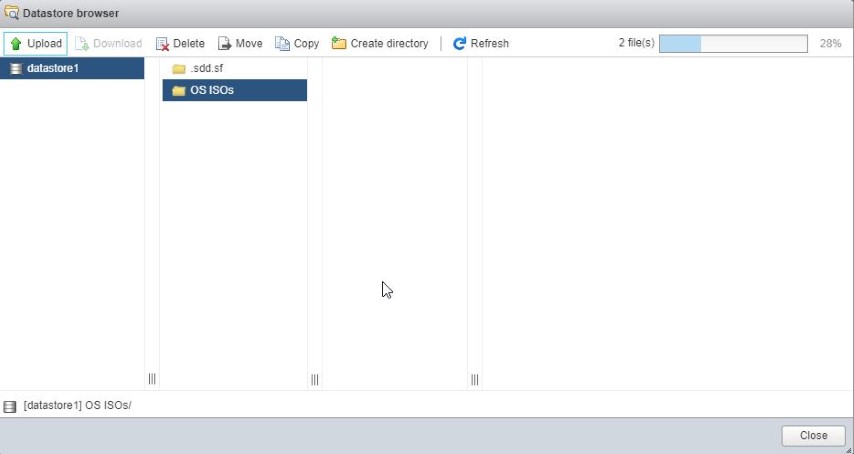 Datastore browser
Upload Download Delete Move Copy Create directory Refresh 2 file(s) 28%
datastore1 .sdd.sf
OS ISOs
[datastore1] OS ISOs/
Close